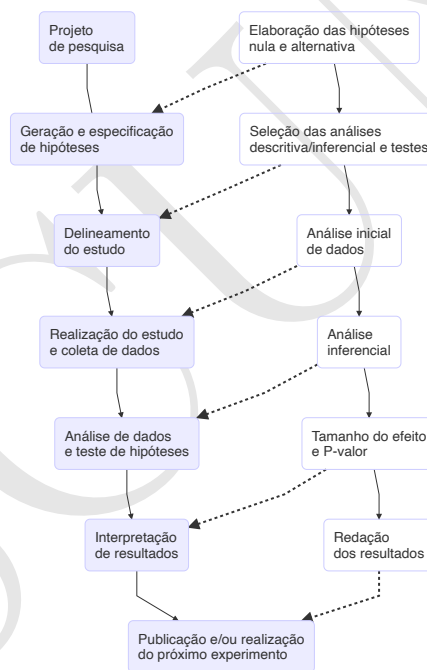 Projeto
de pesquisa
Elaboração das hipóteses
nula e alternativa
Geração e especificação
de hipóteses
Seleção das análises
descritiva/inferencial e testes
Delineamento
do estudo
Análise inicial
de dados
Realização do estudo
e coleta de dados
Análise
inferencial
Análise de dados
e teste de hipóteses
Tamanho do efeito
e P-valor
Interpretação
de resultados
Redação
dos resultados
Publicação e/ou realização
do próximo experimento